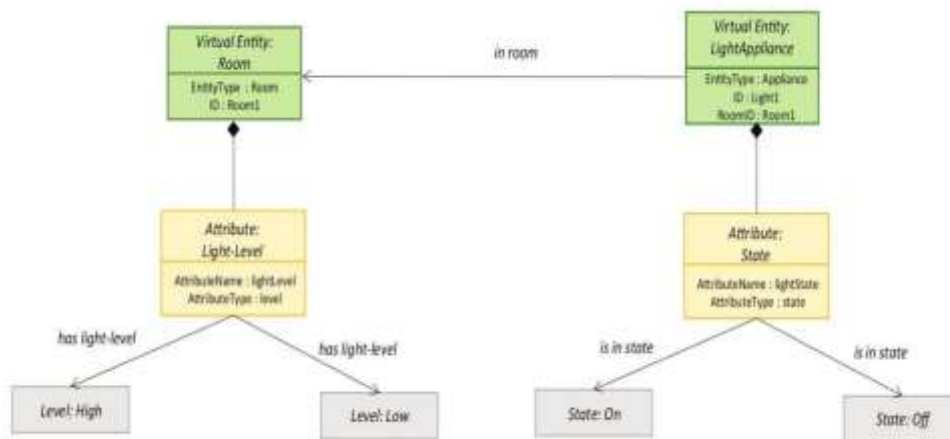 Virtual Entity:
Room
EntityType : Room
ID : Room1
in room
Virtual Entity:
LightAppliance
EntityType : Appliance
ID : Light1
RoomID : Room1
Attribute:
Light-Level
AttributeName : lightLevel
AttributeType : level
Attribute:
State
AttributeName : lightState
AttributeType : state
has light-level
has light-level
is in state
is in state
Level: High
Level: Low
State: On
State: Off